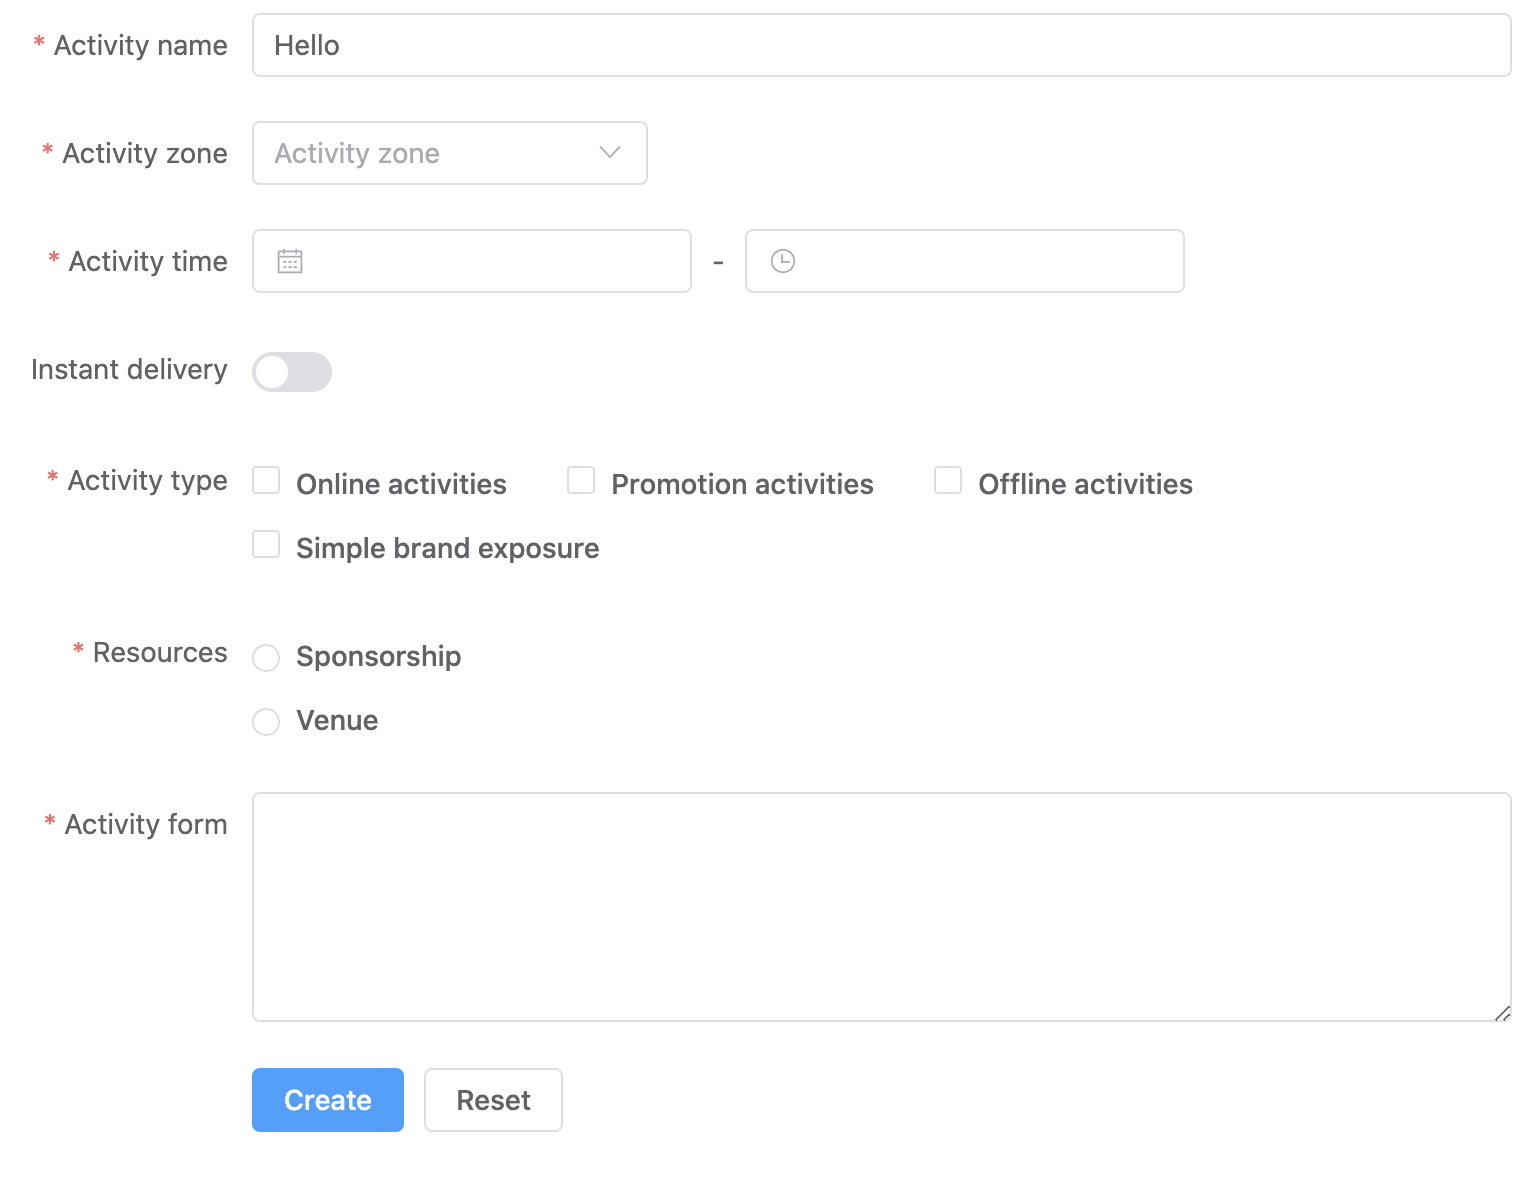 * Activity name Hello
* Activity zone Activity zone
* Activity time -
Instant delivery
* Activity type Online activities Promotion activities Offline activities
Simple brand exposure
* Resources Sponsorship
Venue
* Activity form
Create Reset